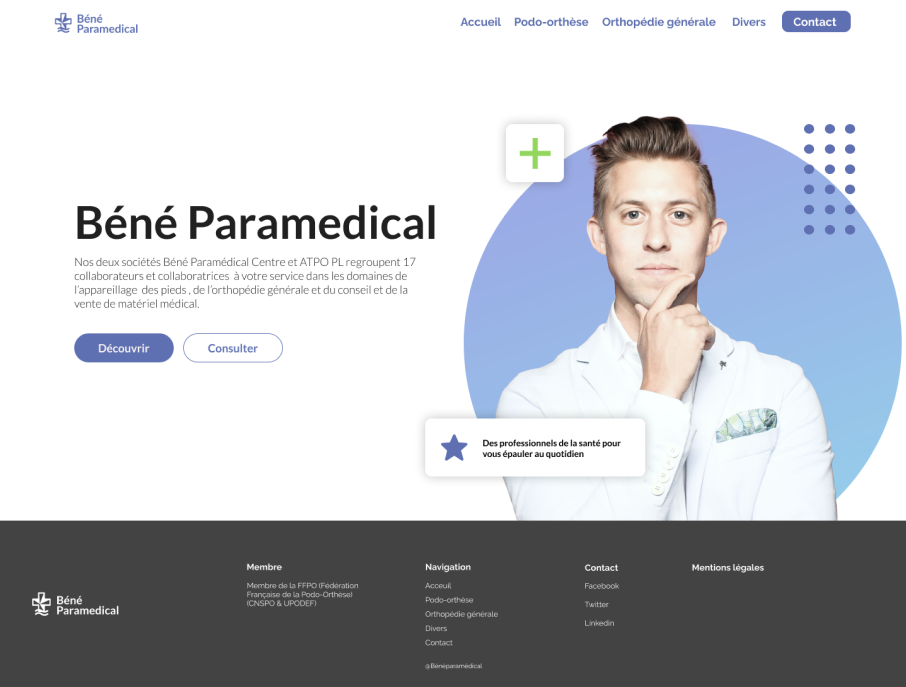 Béné
Paramedical
Accueil Podo-orthèse Orthopédie générale Divers Contact
Béné Paramedical
Nos deux sociétés Béné Paramédical Centre et ATPO PL regroupent 17
collaborateurs et collaboratrices à votre service dans les domaines de
l'appareillage des pieds , de l'orthopédie générale et du conseil et de la
vente de matériel médical.
Découvrir Consulter
Des professionnels de la santé pour
vous épauler au quotidien
Béné
Paramedical
Membre
Membre de la FFPO (Fédération
Française de la Podo-Orthèse)
(CNSPO & UPODEF)
Navigation
Acceuil
Podo-orthèse
Orthopédie générale
Divers
Contact
@Bénéparamédical
Contact
Facebook
Twitter
Linkedin
Mentions légales